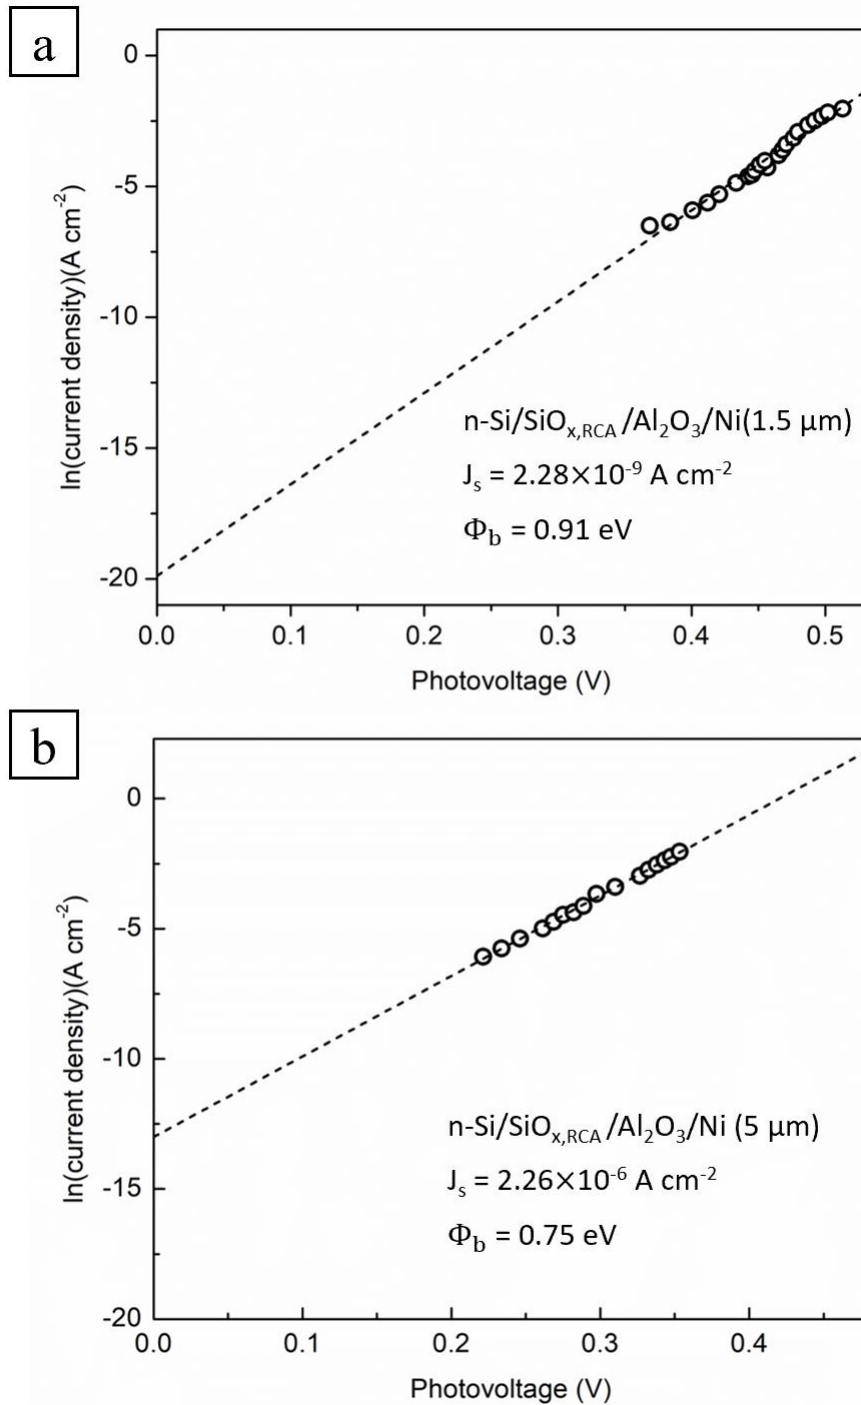 a
0
-5
-10
-15
-20
ln(current density)(A cm⁻²)
n-Si/SiOₓ,RCA /Al₂O₃/Ni(1.5 μm)
Jₛ = 2.28×10⁻⁹ A cm⁻²
Φb = 0.91 eV
0.0 0.1 0.2 0.3 0.4 0.5
Photovoltage (V)
b
0
-5
-10
-15
-20
ln(current density)(A cm⁻²)
n-Si/SiOₓ,RCA /Al₂O₃/Ni (5 μm)
Jₛ = 2.26×10⁻⁶ A cm⁻²
Φb = 0.75 eV
0.0 0.1 0.2 0.3 0.4
Photovoltage (V)